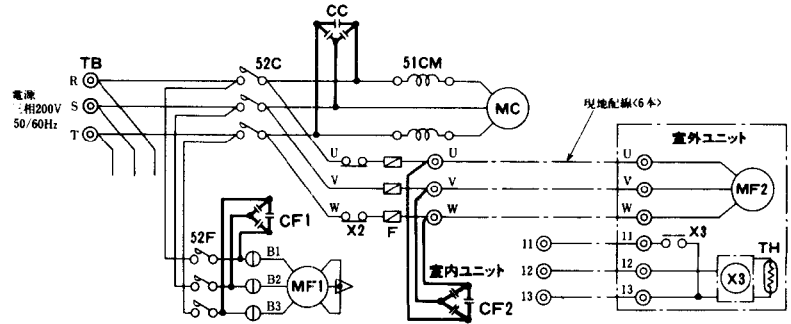 CC
TB
52C
51CM
R
電源
三相200V
50/60Hz
S
T
MC
現地配線<6本>
室外ユニット
U
U
U
V
V
V
MF2
W
W
W
X2
F
CF1
52F
11
11
X3
TH
B1
室内ユニット
12
12
X3
MF1
B2
CF2
B3
13
13